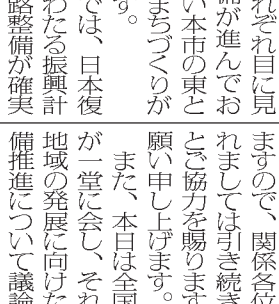 れぞれ目に見
備が進んでお
い本市の東と
まちづくりが
す。
では、日本復
わたる振興計
路整備が確実
ますので　関係各位
れましては引き続き
とご協力を賜ります
願い申し上げます。
また、本日は全国
が一堂に会し、それ
地域の発展に向けた
備推進について議論